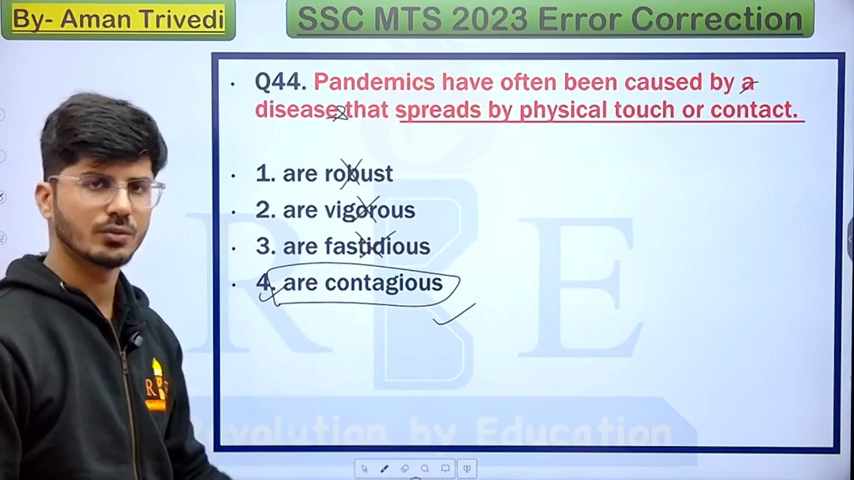 By- Aman Trivedi
SSC MTS 2023 Error Correction
• Q44. Pandemics have often been caused by a
diseases that spreads by physical touch or contact.
• 1. are robust
• 2. are vigorous
• 3. are fastidious
• 4. are contagious
R B E
Revolution by Education
R B E